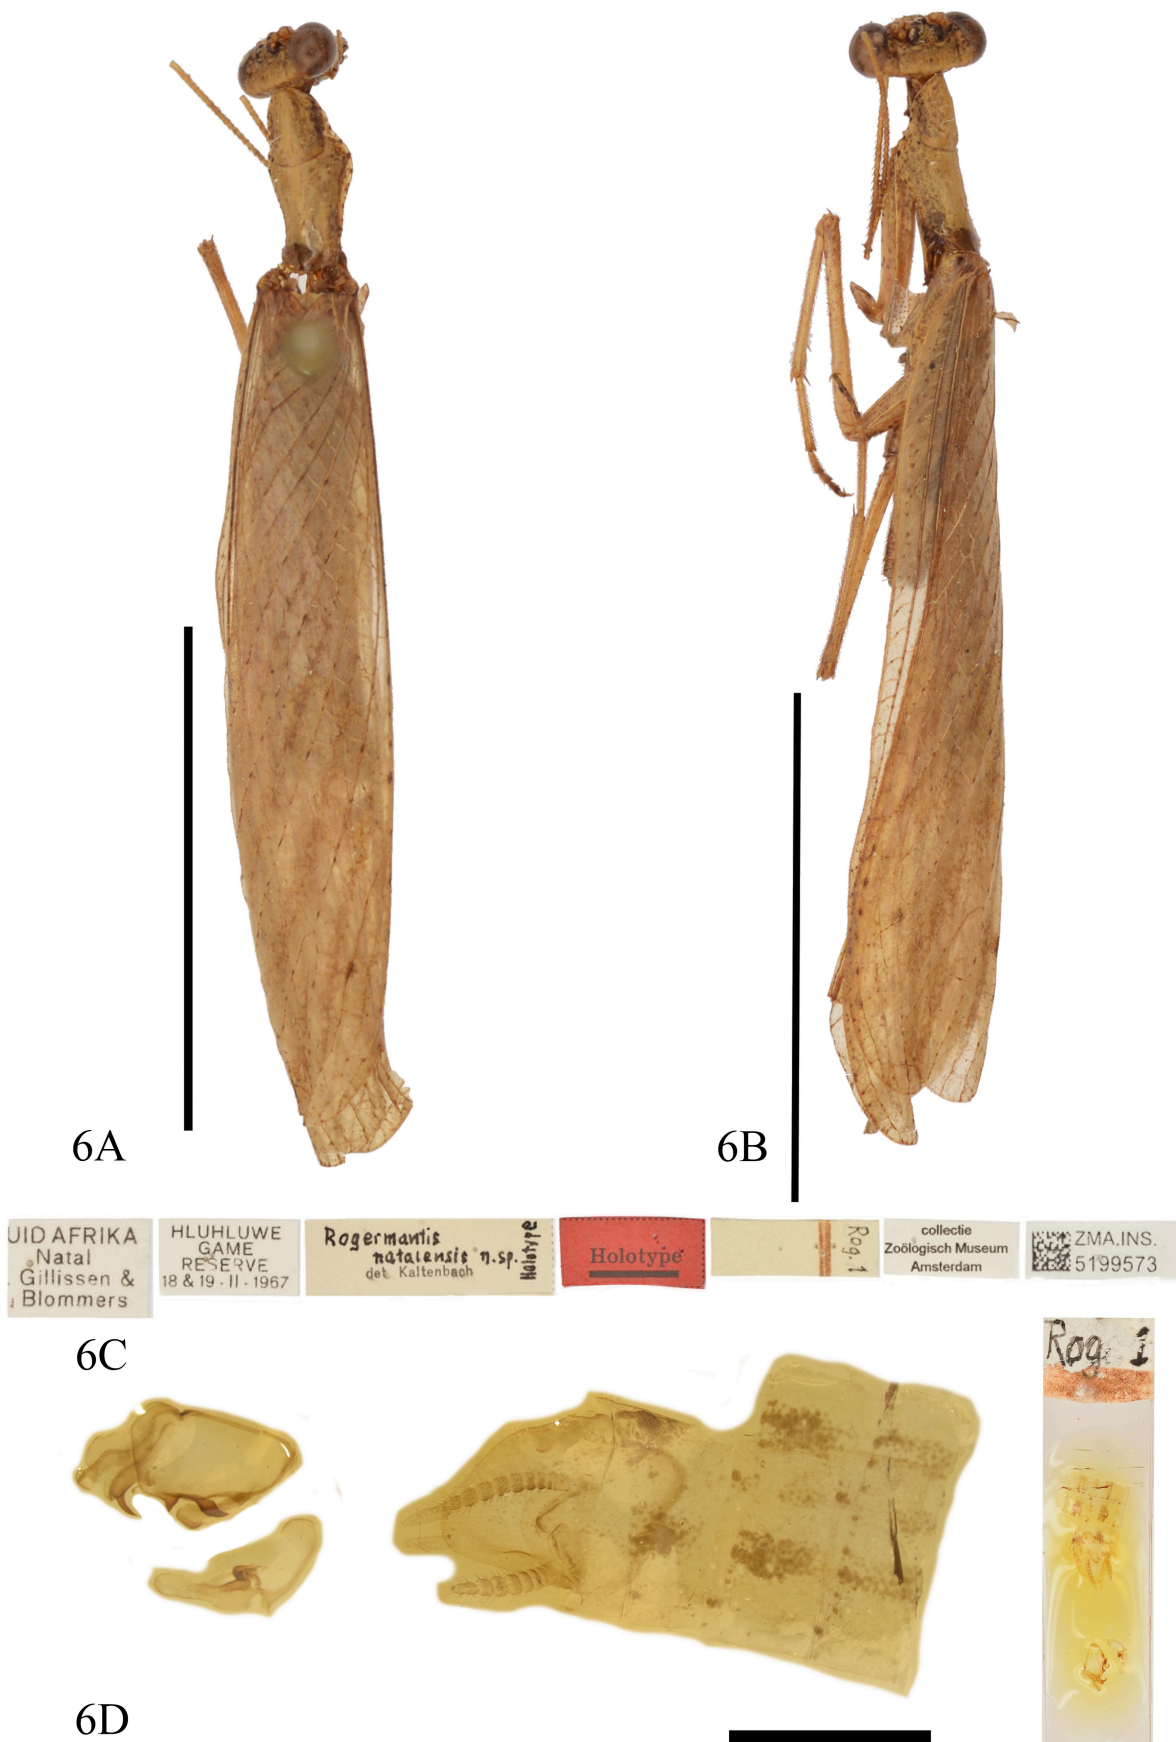 6A
6B
UID AFRIKA
Natal
Gillissen &
Blommers
HLUHLUWE
GAME
RESERVE
18 & 19 - II - 1967
Rogermantis
natalensis n.sp.
det. Kaltenbach
Holotype
Holotype
Rog. 1
collectie
Zoölogisch Museum
Amsterdam
ZMA.INS.
5199573
6C
Rog. 1
6D